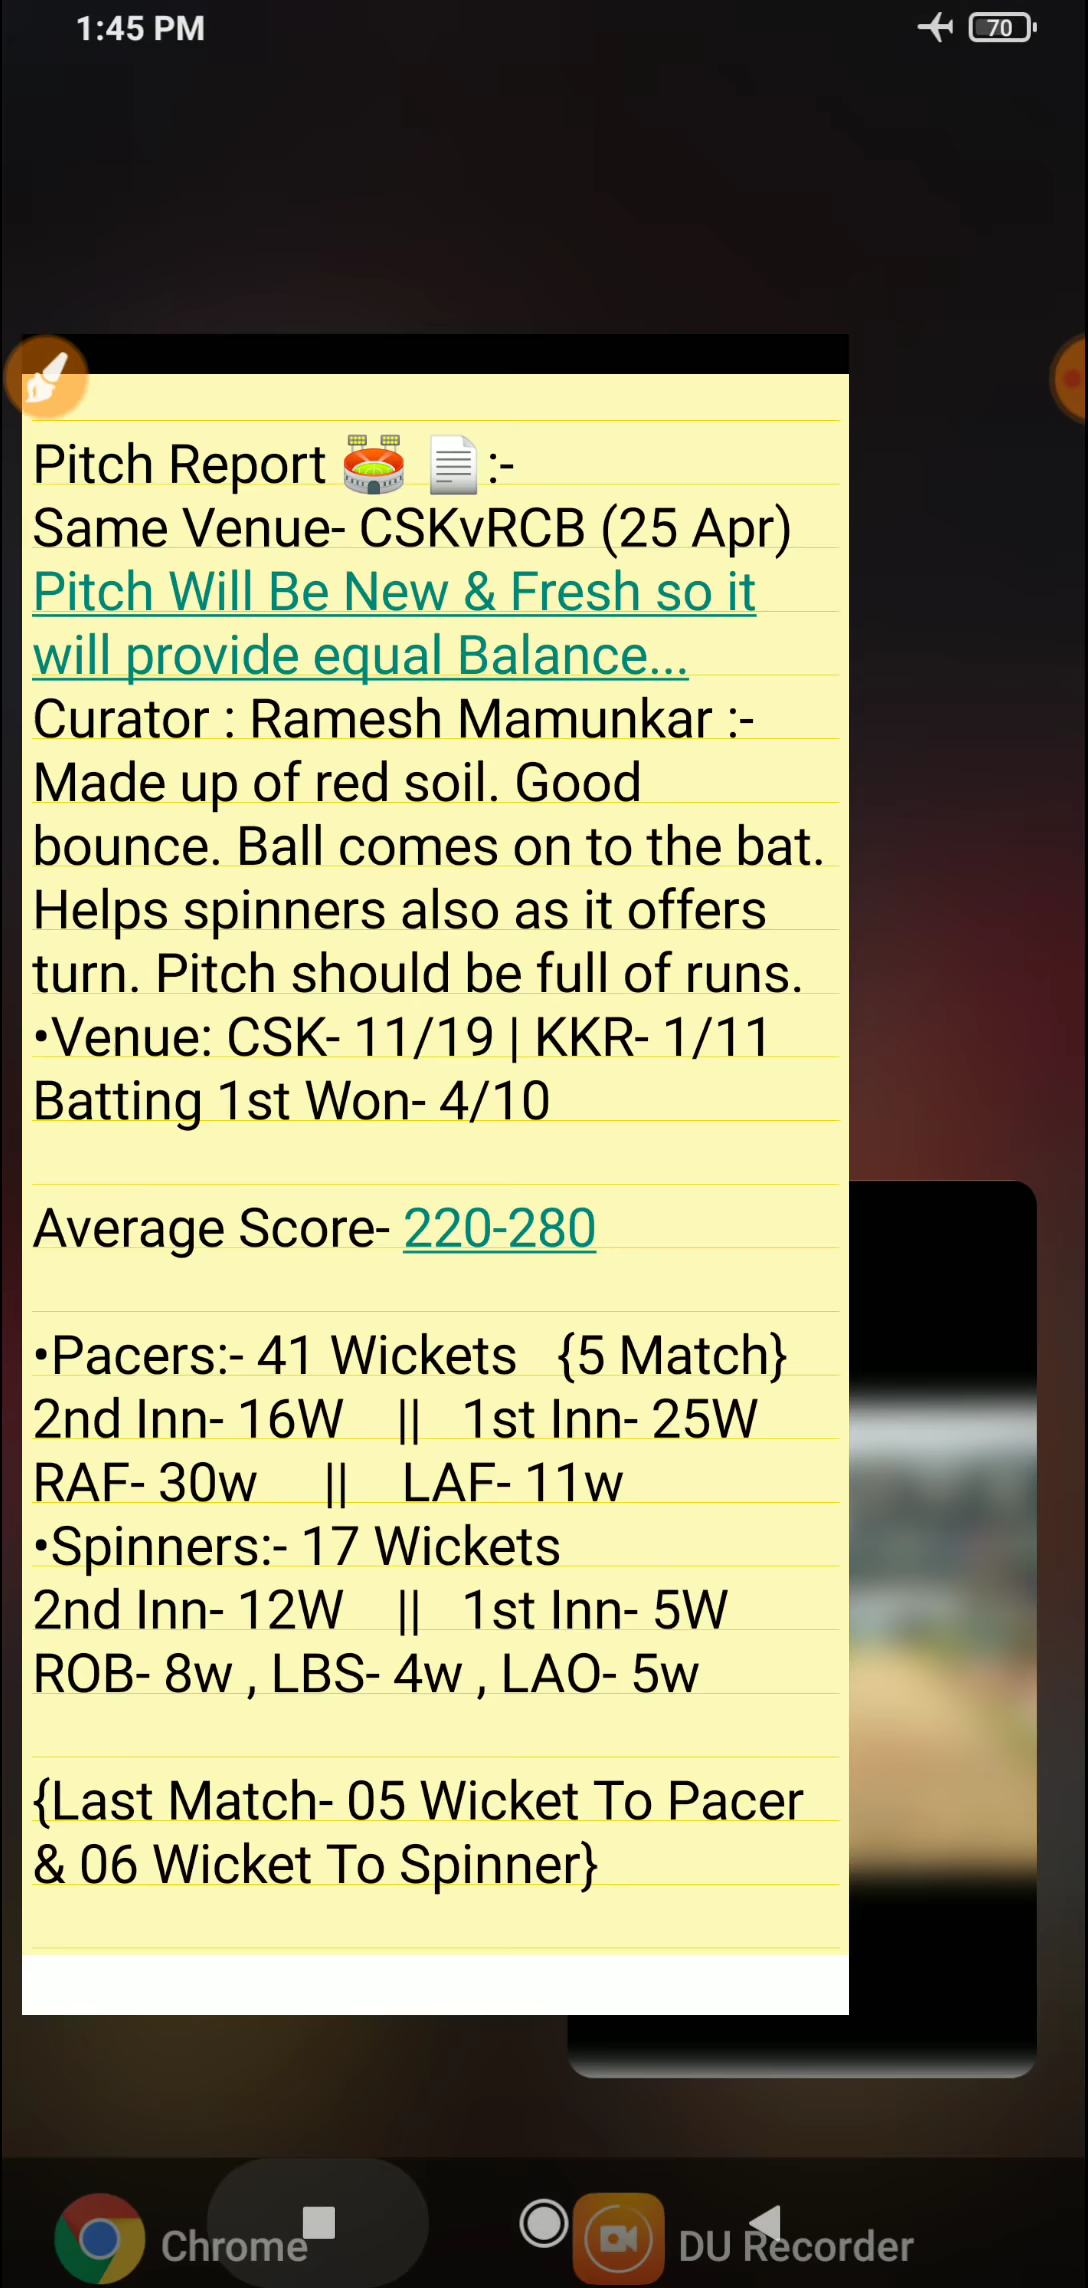 1:45 PM
70
Pitch Report 🏟️ 📄:-
Same Venue- CSKvRCB (25 Apr)
Pitch Will Be New & Fresh so it
will provide equal Balance...
Curator : Ramesh Mamunkar :-
Made up of red soil. Good
bounce. Ball comes on to the bat.
Helps spinners also as it offers
turn. Pitch should be full of runs.
•Venue: CSK- 11/19 | KKR- 1/11
Batting 1st Won- 4/10
Average Score- 220-280
•Pacers:- 41 Wickets {5 Match}
2nd Inn- 16W || 1st Inn- 25W
RAF- 30w || LAF- 11w
•Spinners:- 17 Wickets
2nd Inn- 12W || 1st Inn- 5W
ROB- 8w , LBS- 4w , LAO- 5w
{Last Match- 05 Wicket To Pacer
& 06 Wicket To Spinner}
Chrome
DU Recorder